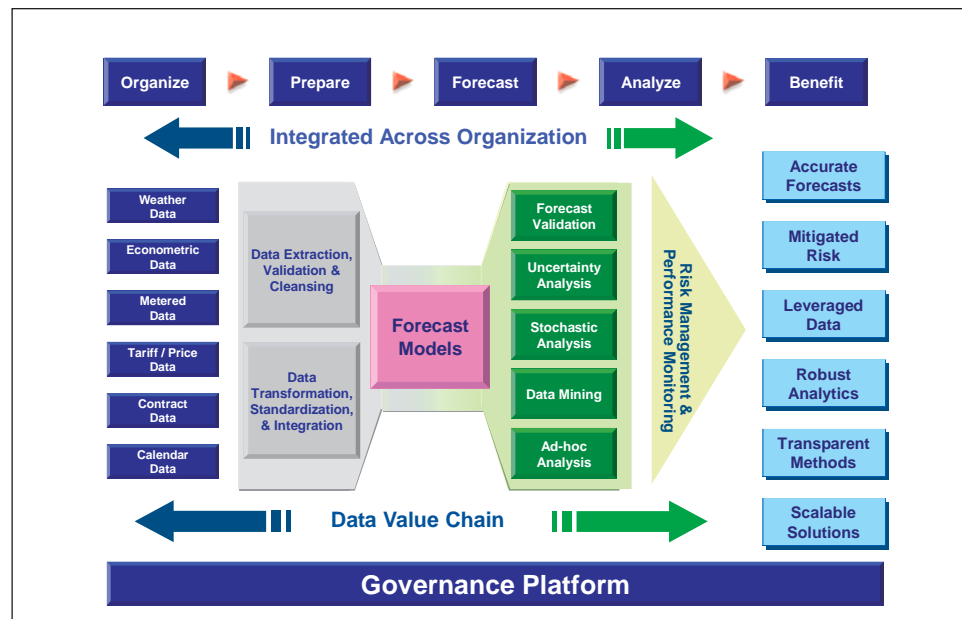 Organize
Prepare
Forecast
Analyze
Benefit
Integrated Across Organization
Weather
Data
Econometric
Data
Metered
Data
Tariff / Price
Data
Contract
Data
Calendar
Data
Data Extraction,
Validation &
Cleansing
Data
Transformation,
Standardization,
& Integration
Forecast
Models
Forecast
Validation
Uncertainty
Analysis
Stochastic
Analysis
Data Mining
Ad-hoc
Analysis
Risk Management &
Performance Monitoring
Accurate
Forecasts
Mitigated
Risk
Leveraged
Data
Robust
Analytics
Transparent
Methods
Scalable
Solutions
Data Value Chain
Governance Platform